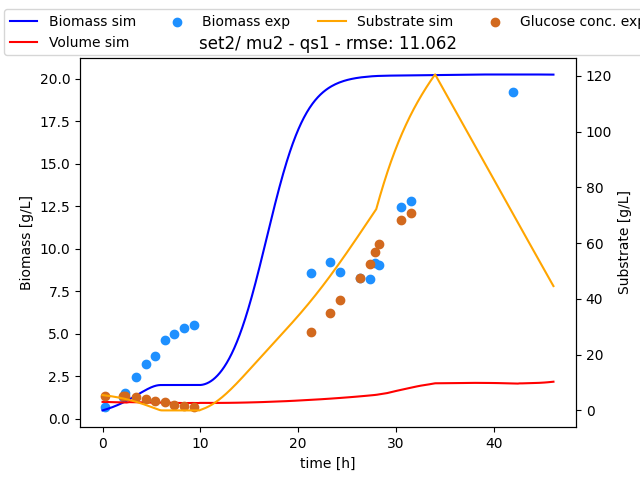 Biomass sim Biomass exp Substrate sim Glucose conc. exp
Volume sim
set2/ mu2 - qs1 - rmse: 11.062
20.0
17.5
15.0
12.5
10.0
7.5
5.0
2.5
0.0
Biomass [g/L]
120
100
80
60
40
20
0
Substrate [g/L]
0 10 20 30 40
time [h]